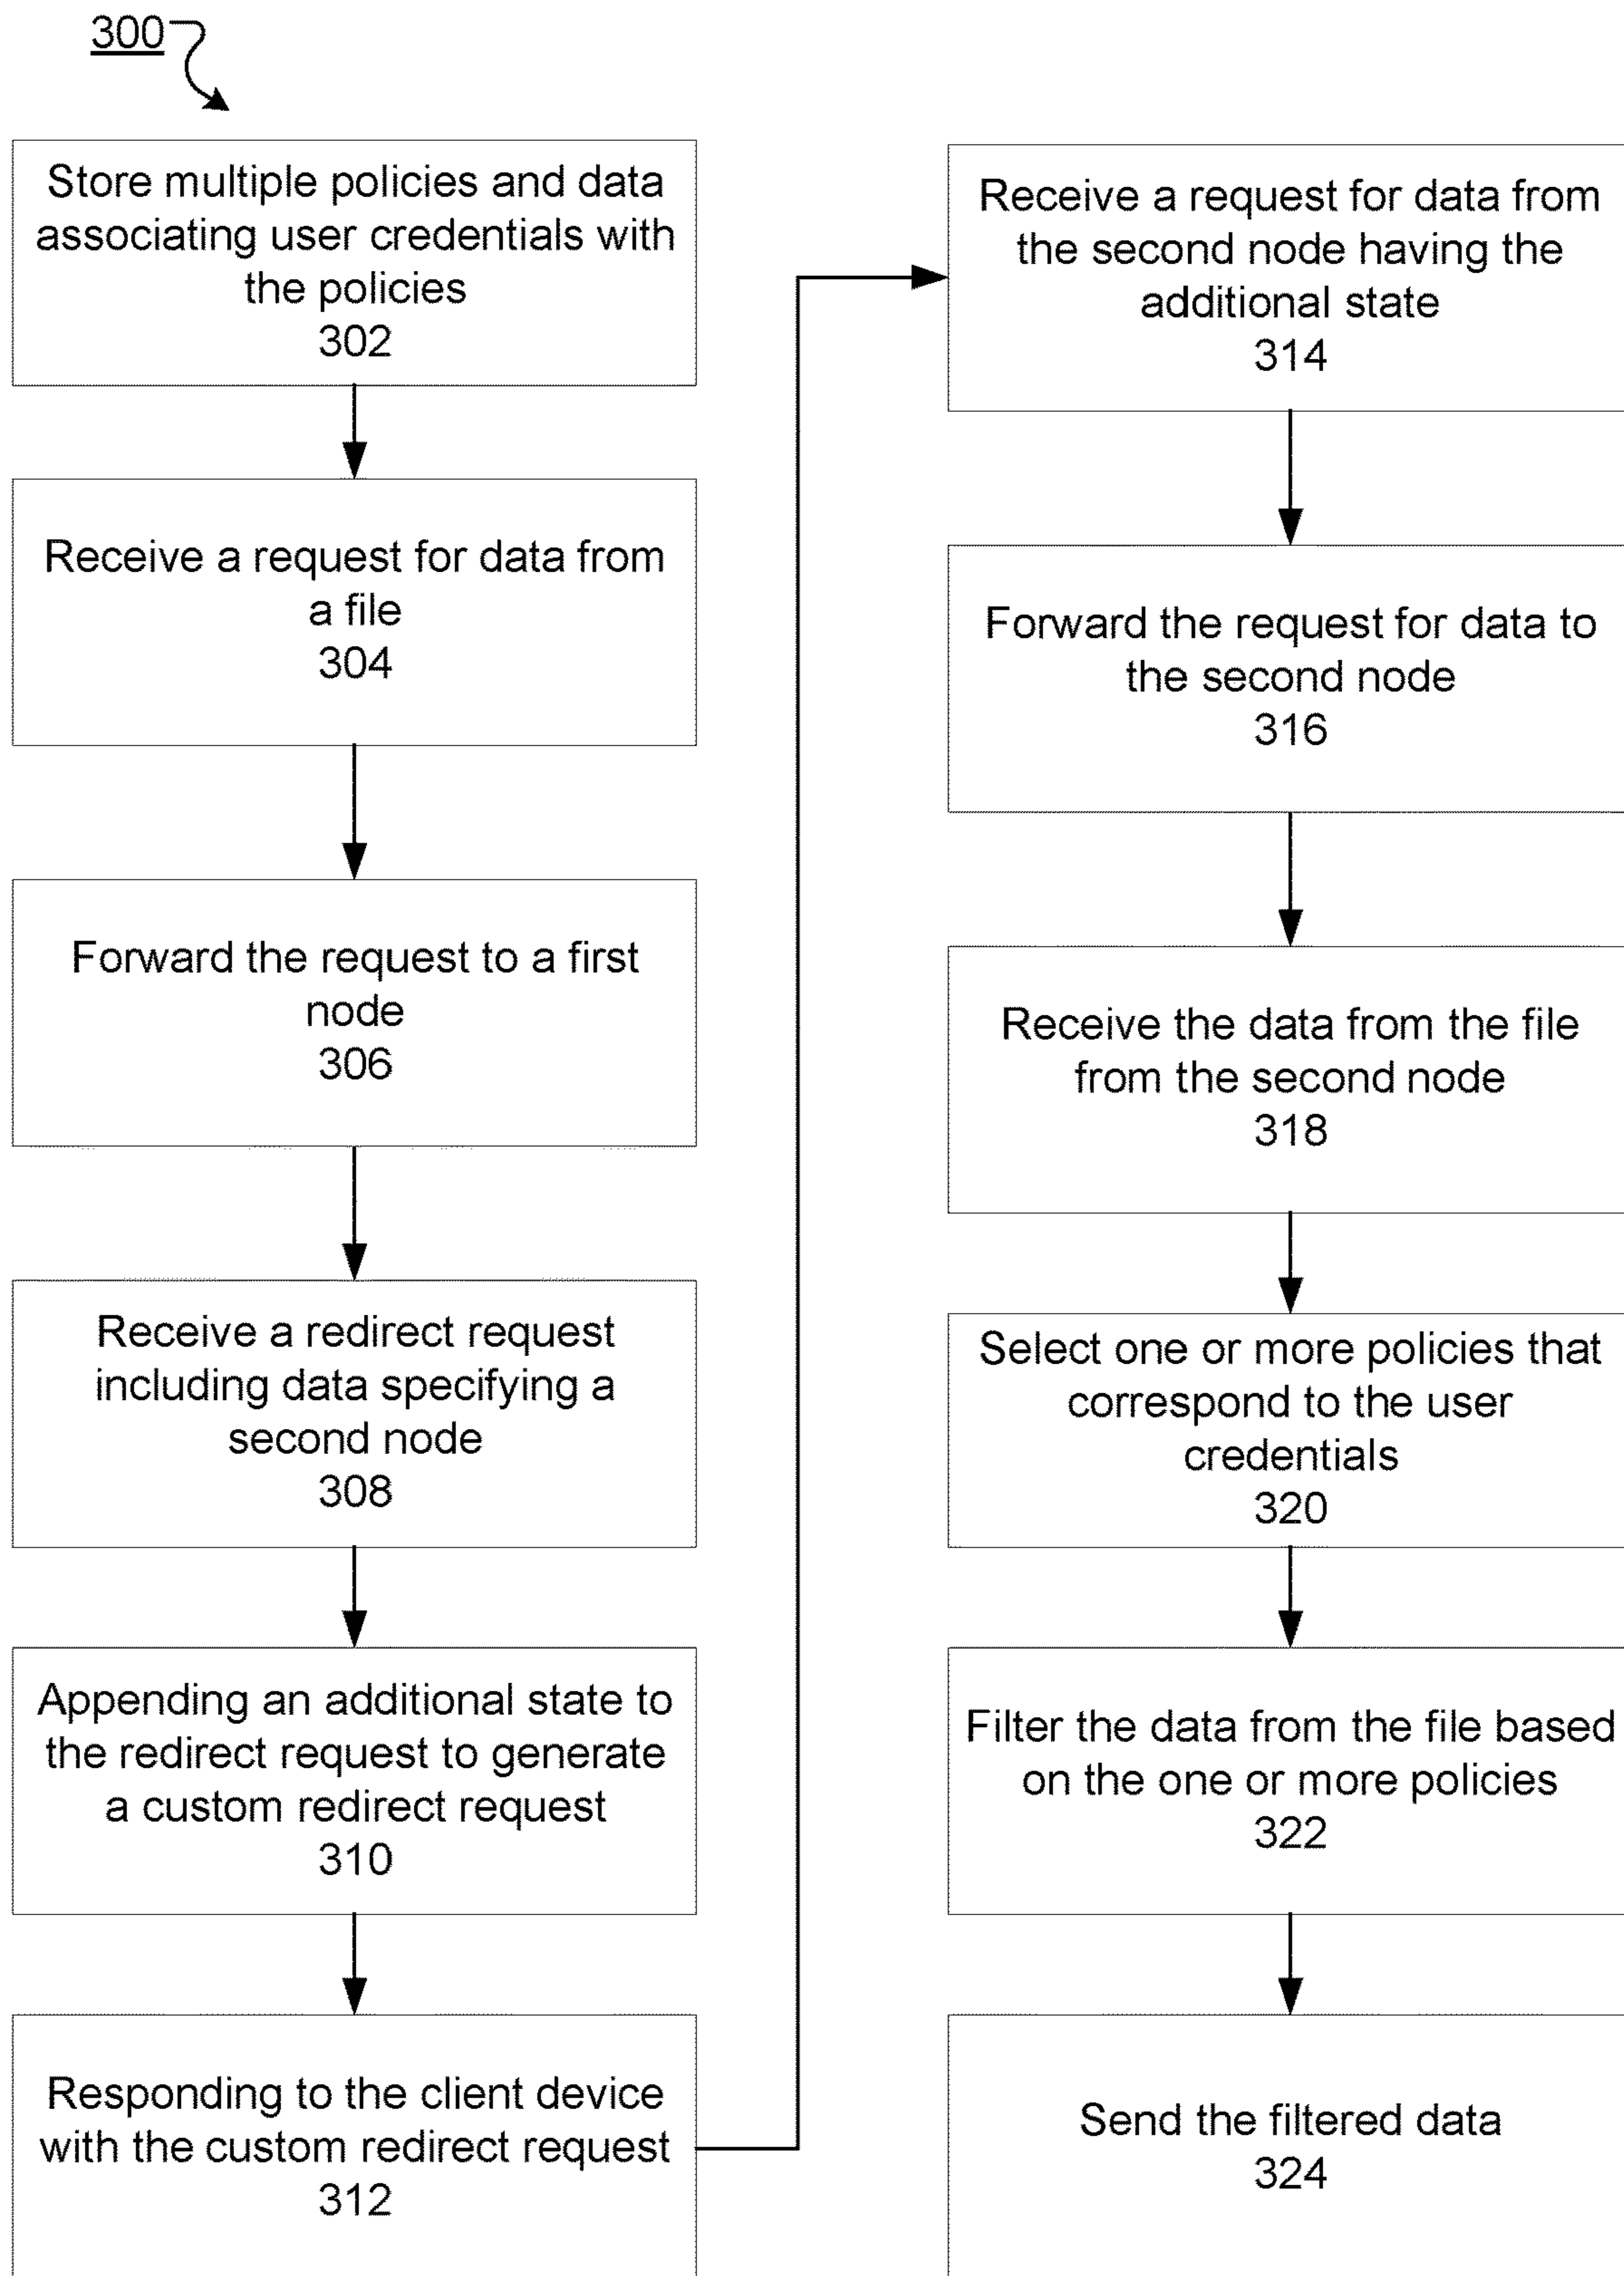 300
Store multiple policies and data
associating user credentials with
the policies
302
Receive a request for data from
a file
304
Forward the request to a first
node
306
Receive a redirect request
including data specifying a
second node
308
Appending an additional state to
the redirect request to generate
a custom redirect request
310
Responding to the client device
with the custom redirect request
312
Receive a request for data from
the second node having the
additional state
314
Forward the request for data to
the second node
316
Receive the data from the file
from the second node
318
Select one or more policies that
correspond to the user
credentials
320
Filter the data from the file based
on the one or more policies
322
Send the filtered data
324